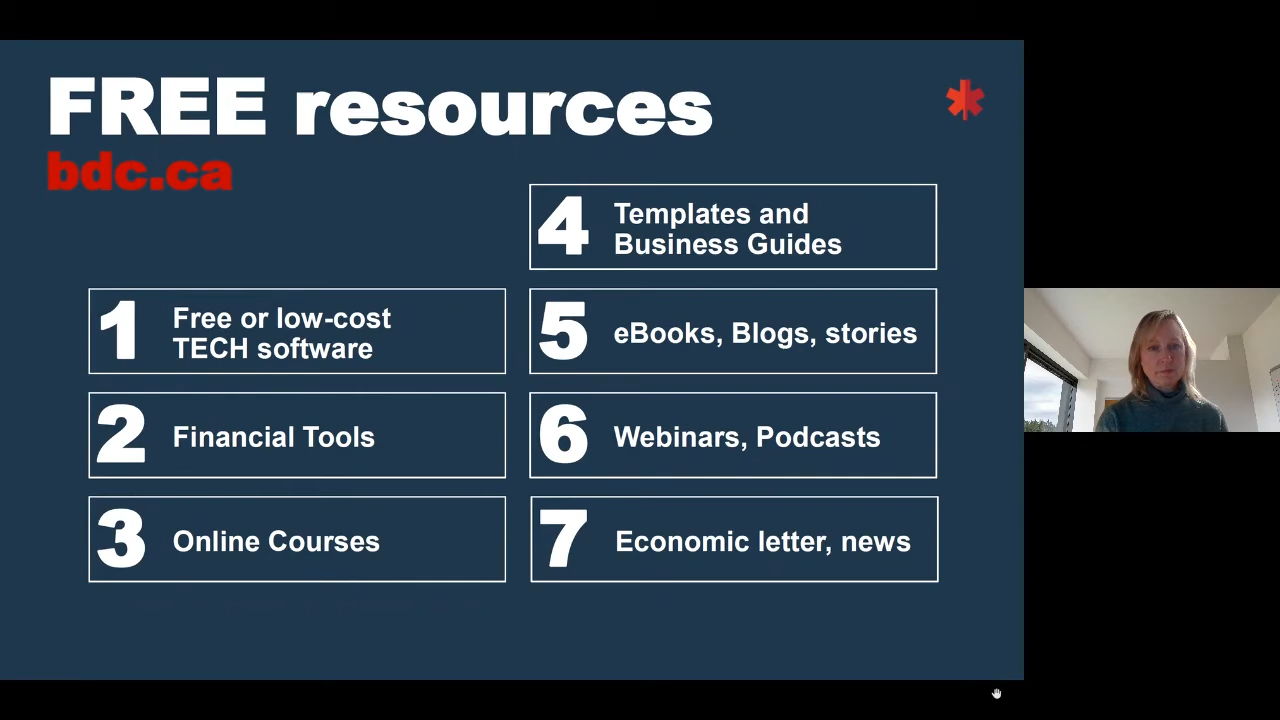 FREE resources
bdc.ca
1 Free or low-cost
TECH software
2 Financial Tools
3 Online Courses
4 Templates and
Business Guides
5 eBooks, Blogs, stories
6 Webinars, Podcasts
7 Economic letter, news